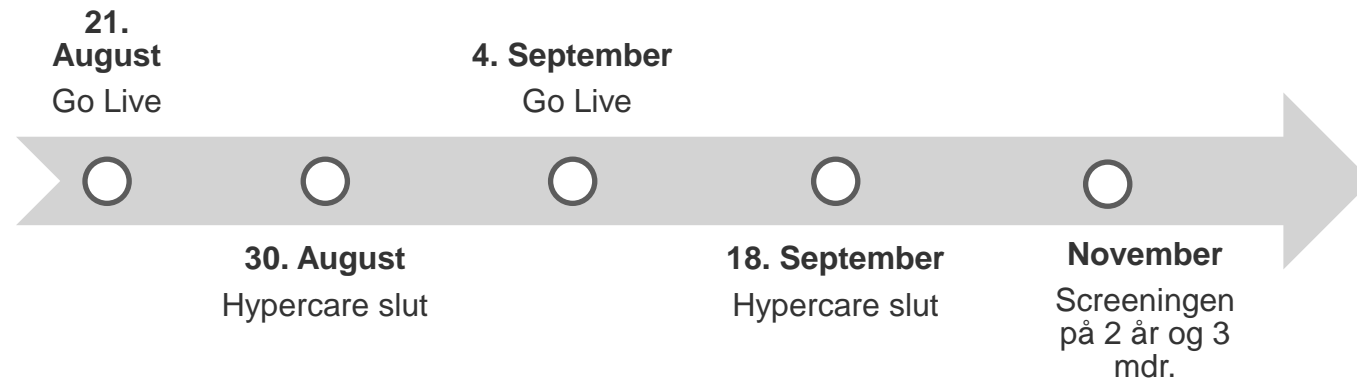 21.
August
Go Live
30. August
Hypercare slut
4. September
Go Live
18. September
Hypercare slut
November
Screeningen
på 2 år og 3
mdr.